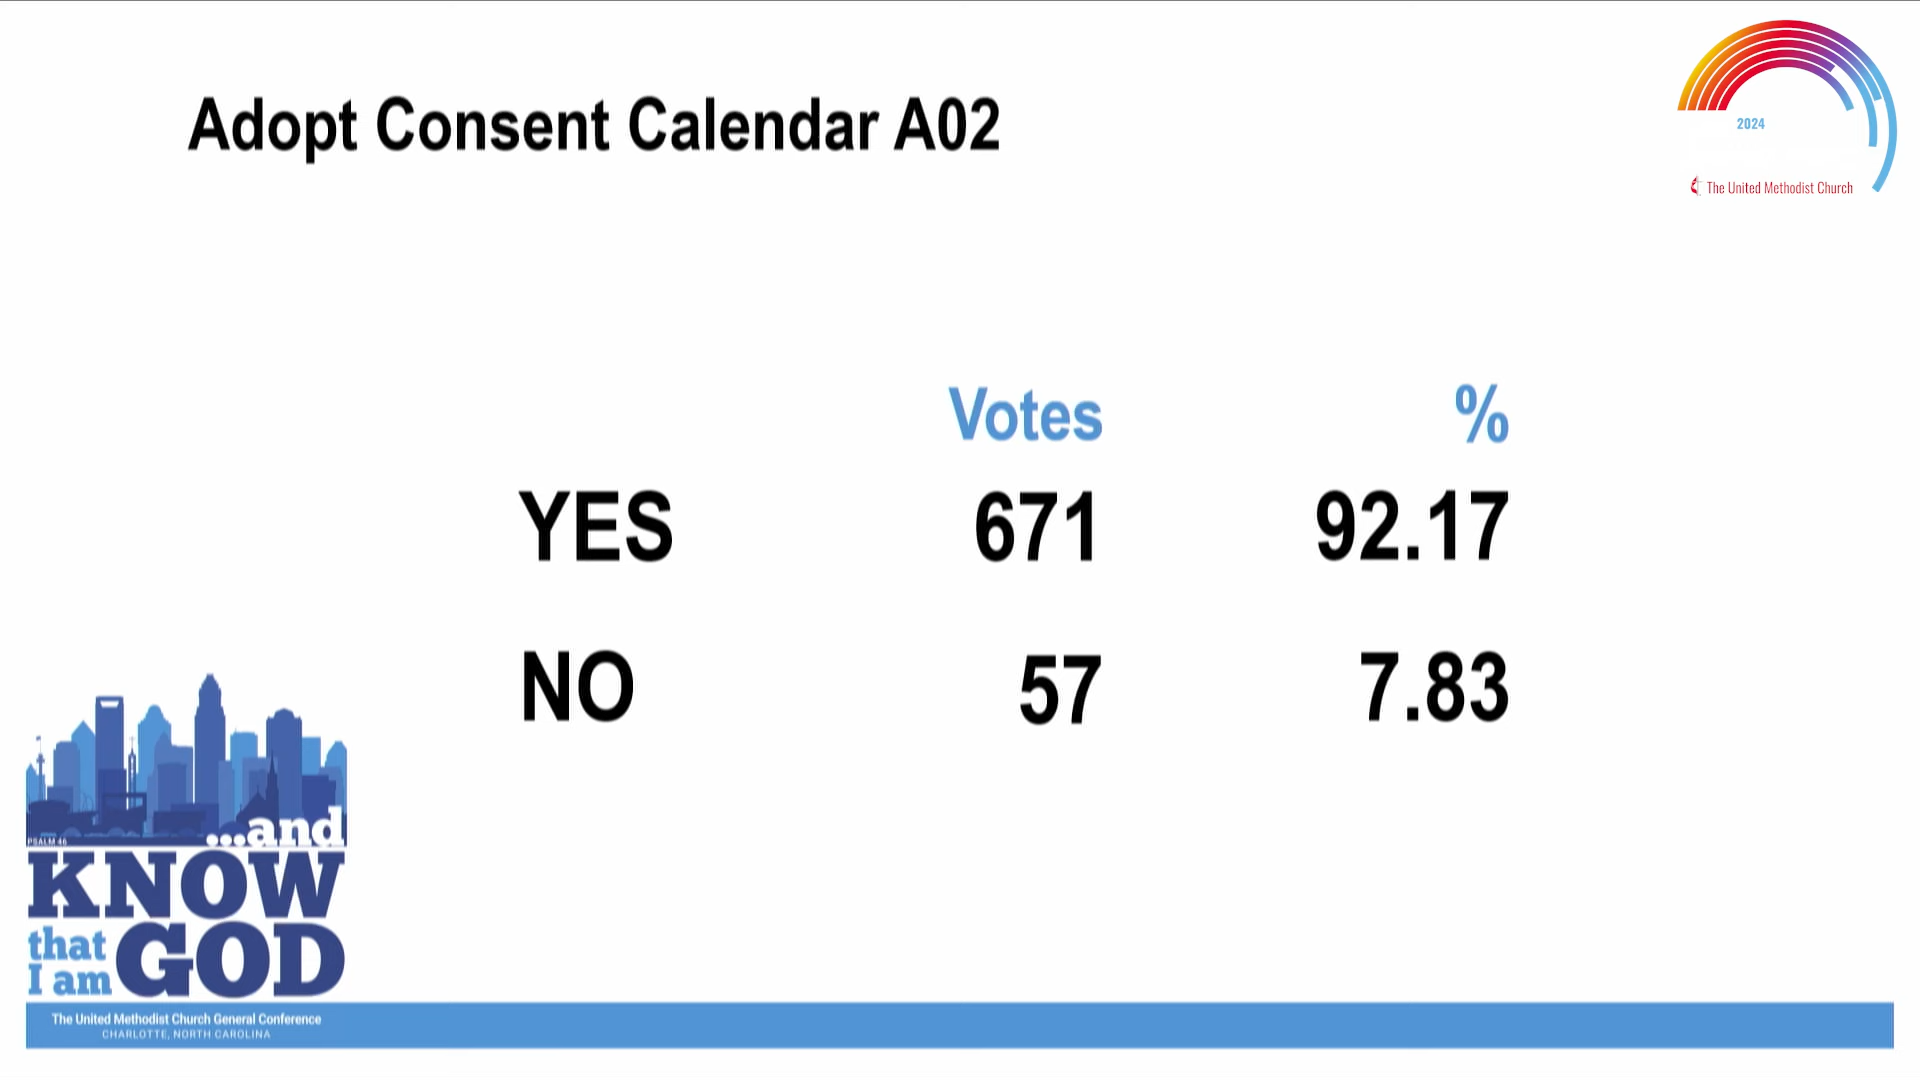 Adopt Consent Calendar A02
2024
The United Methodist Church
Votes %
YES 671 92.17
NO 57 7.83
PSALM 46
...and
KNOW
that
I am
GOD
The United Methodist Church General Conference
CHARLOTTE, NORTH CAROLINA